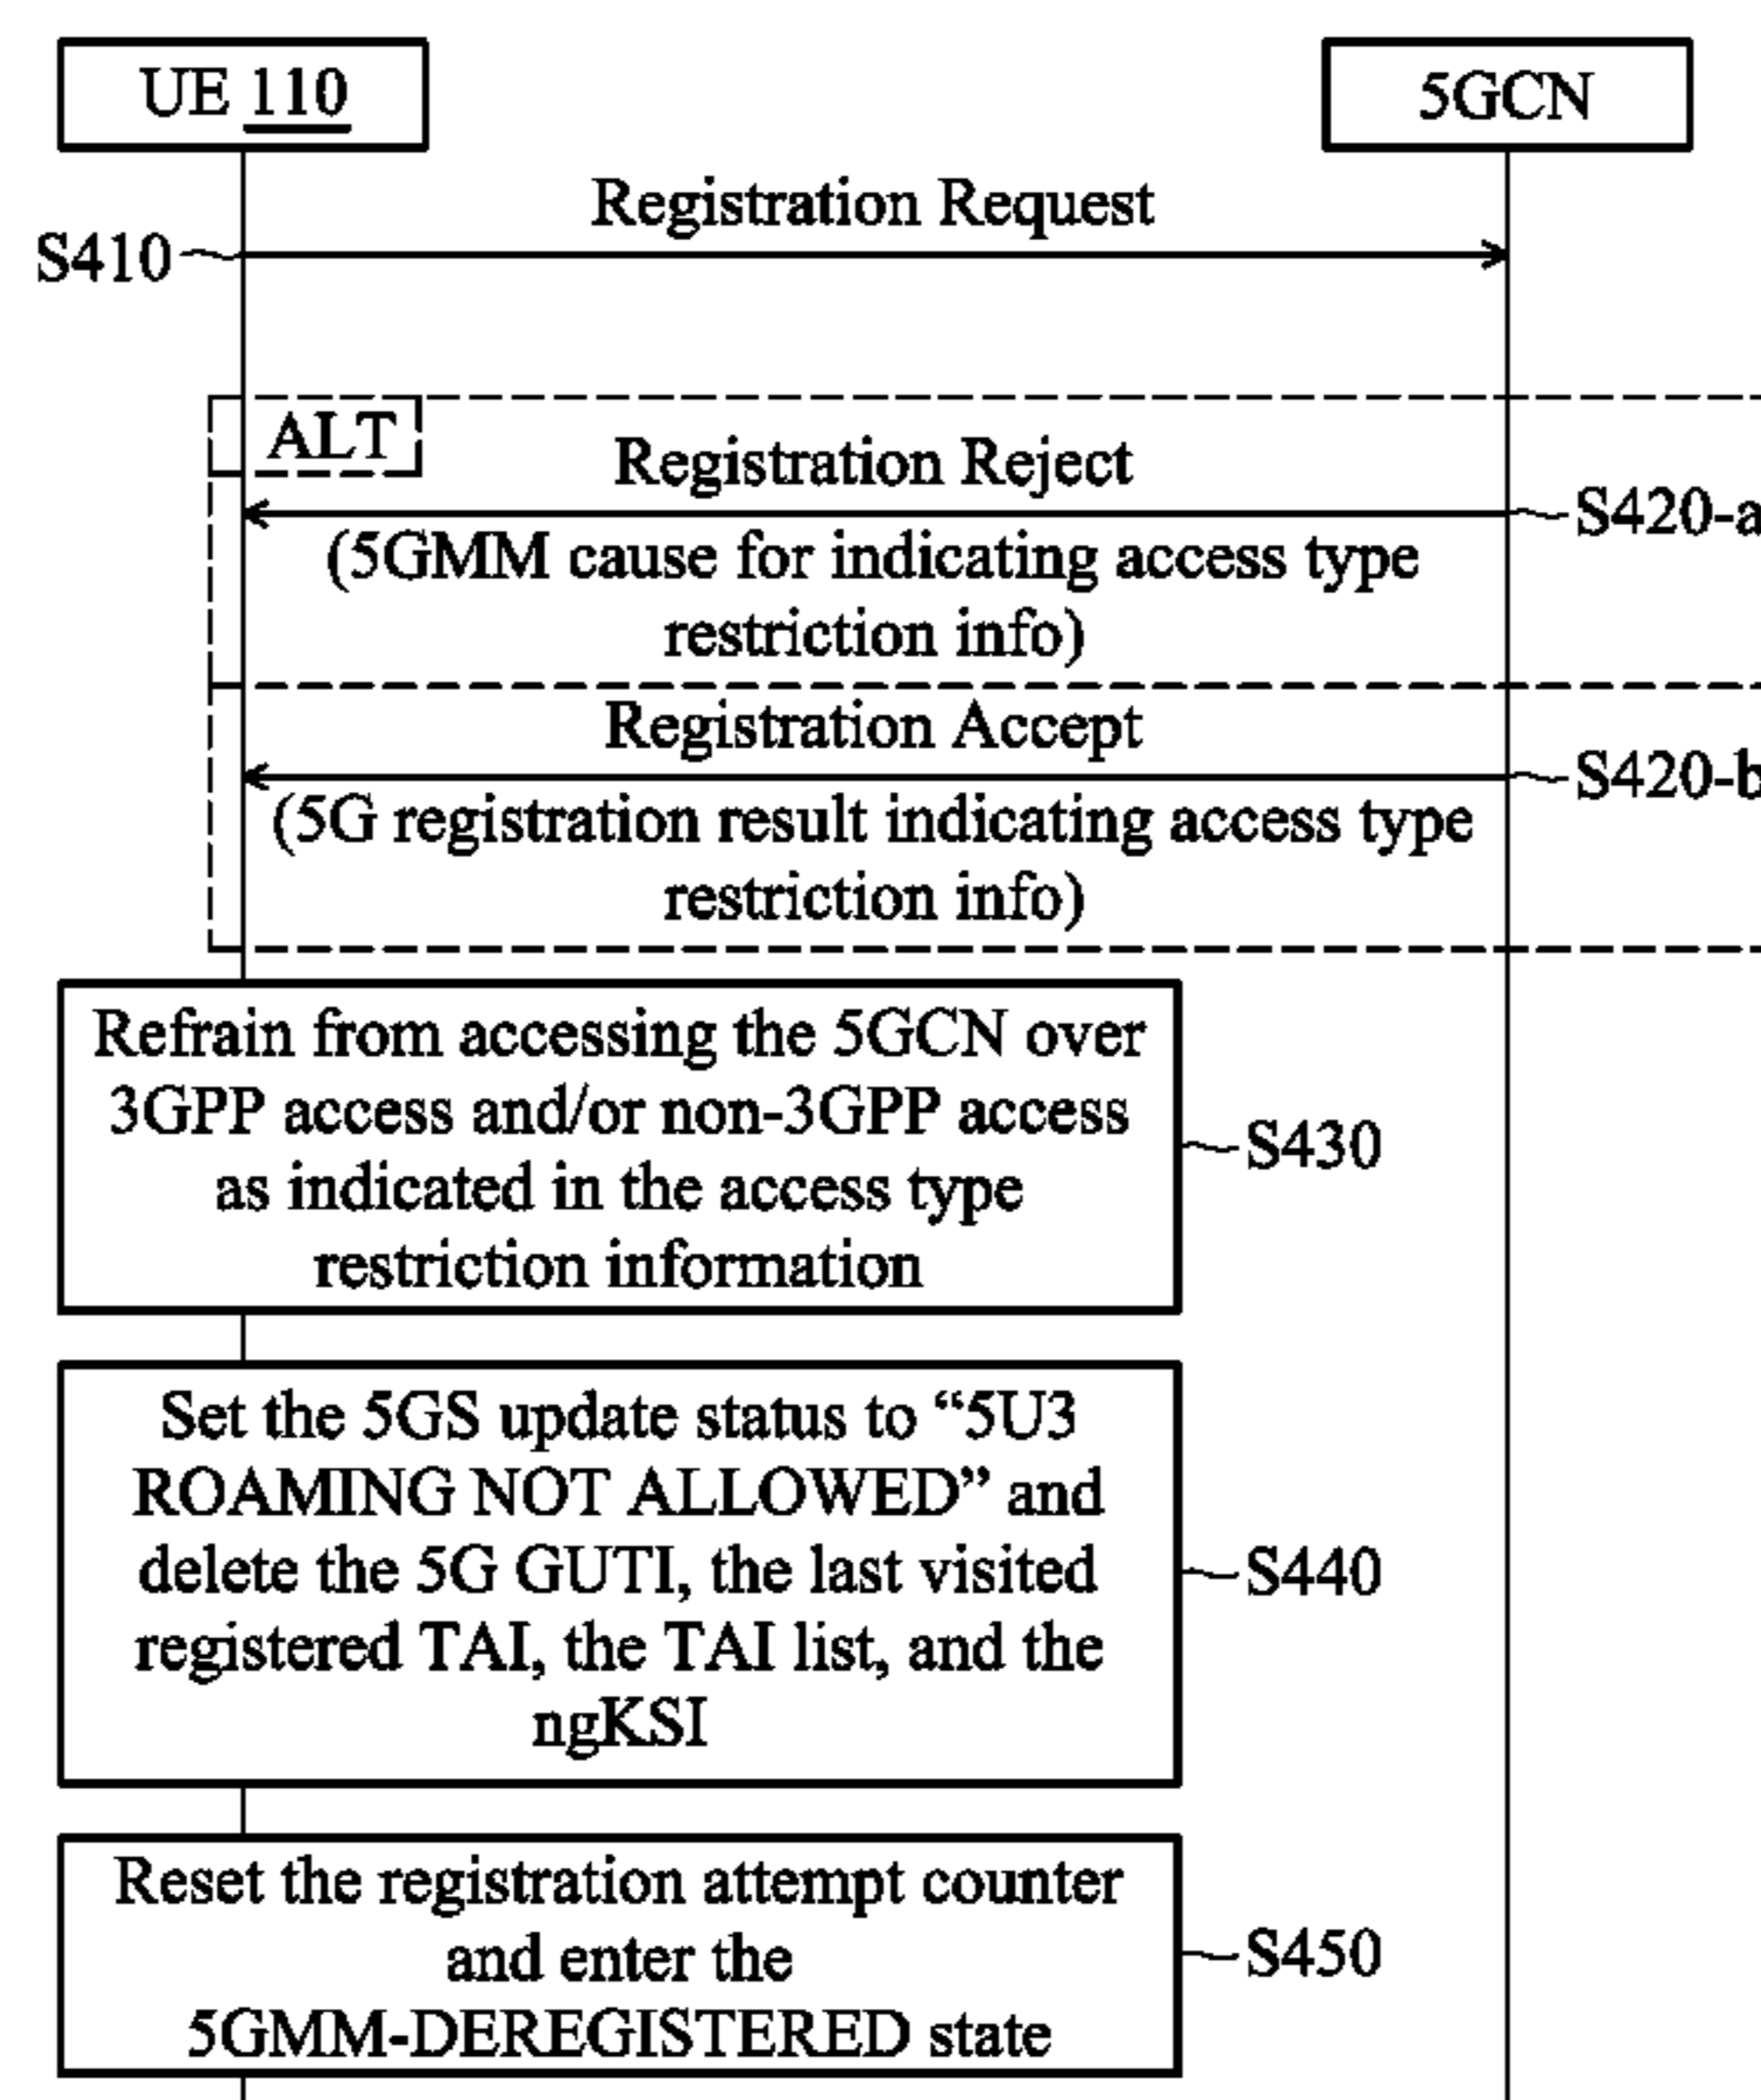 UE 110
5GCN
Registration Request
S410
ALT
Registration Reject
S420-a
(5GMM cause for indicating access type
restriction info)
Registration Accept
S420-b
(5G registration result indicating access type
restriction info)
Refrain from accessing the 5GCN over
3GPP access and/or non-3GPP access
as indicated in the access type
restriction information
S430
Set the 5GS update status to “5U3
ROAMING NOT ALLOWED” and
delete the 5G GUTI, the last visited
registered TAI, the TAI list, and the
ngKSI
S440
Reset the registration attempt counter
and enter the
5GMM-DEREGISTERED state
S450